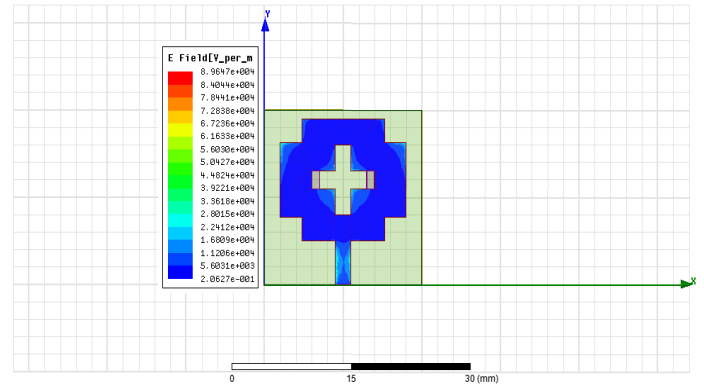 Y
E Field[V_per_m
8.9647e+004
8.4044e+004
7.8441e+004
7.2838e+004
6.7236e+004
6.1633e+004
5.6030e+004
5.0427e+004
4.4824e+004
3.9221e+004
3.3618e+004
2.8015e+004
2.2412e+004
1.6809e+004
1.1206e+004
5.6031e+003
2.0627e-001
X
0 15 30 (mm)